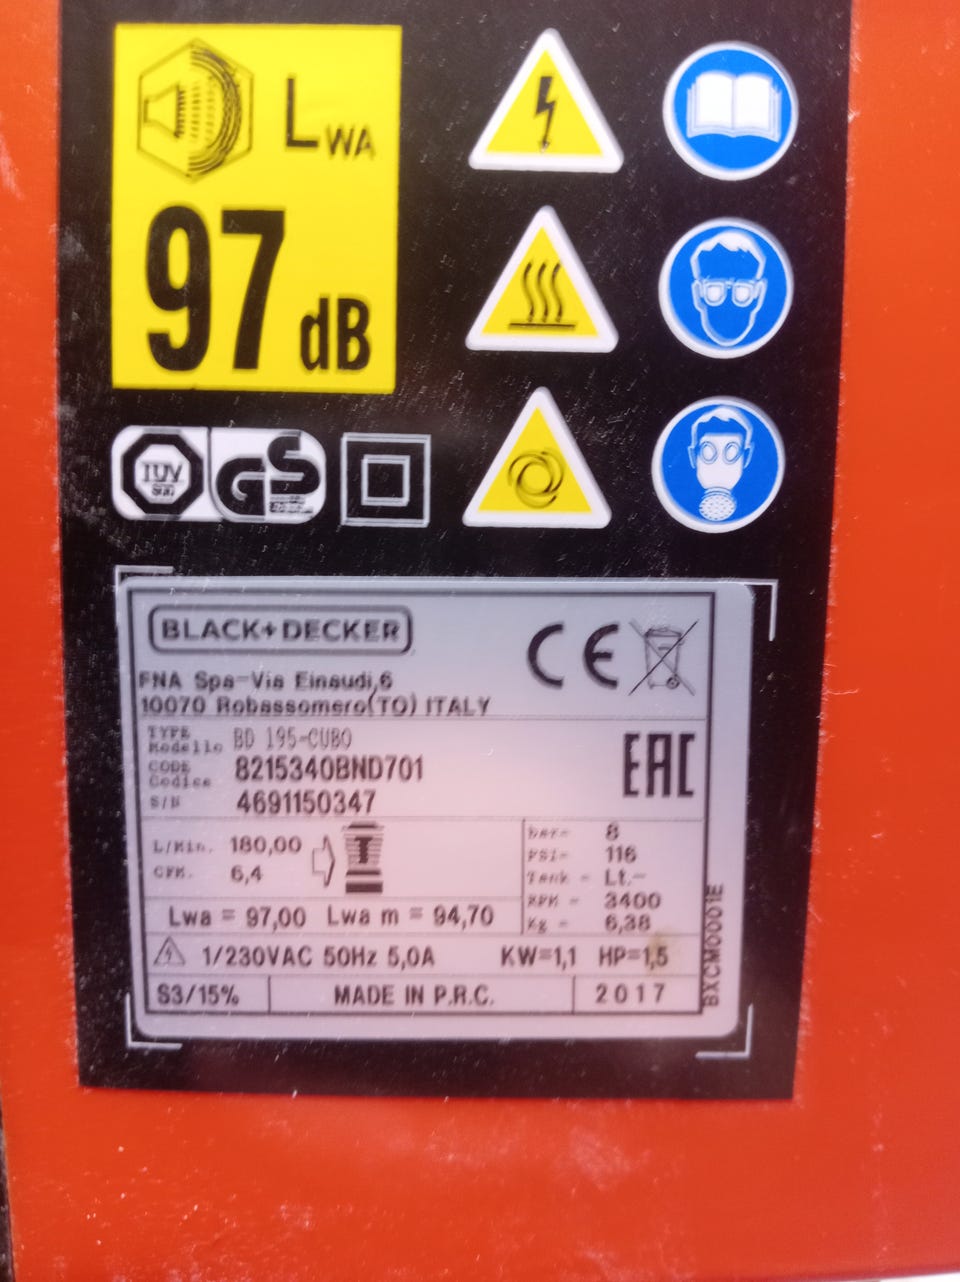 LWA
97 dB
TÜV
SÜD
GS
BLACK+DECKER
CE
FNA Spa-Via Einaudi,6
10070 Robassomero(TO) ITALY
TYPE
Modello BD 195-CUBO
CODE
Codice 8215340BND701
S/N 4691150347
EAC
L/Min. 180,00
CFM. 6,4
bar= 8
PSI= 116
Tank = Lt.-
RPM = 3400
Kg = 6,38
Lwa = 97,00 Lwa m = 94,70
1/230VAC 50Hz 5,0A KW=1,1 HP=1,5
S3/15% MADE IN P.R.C. 2017
BXCM0001E